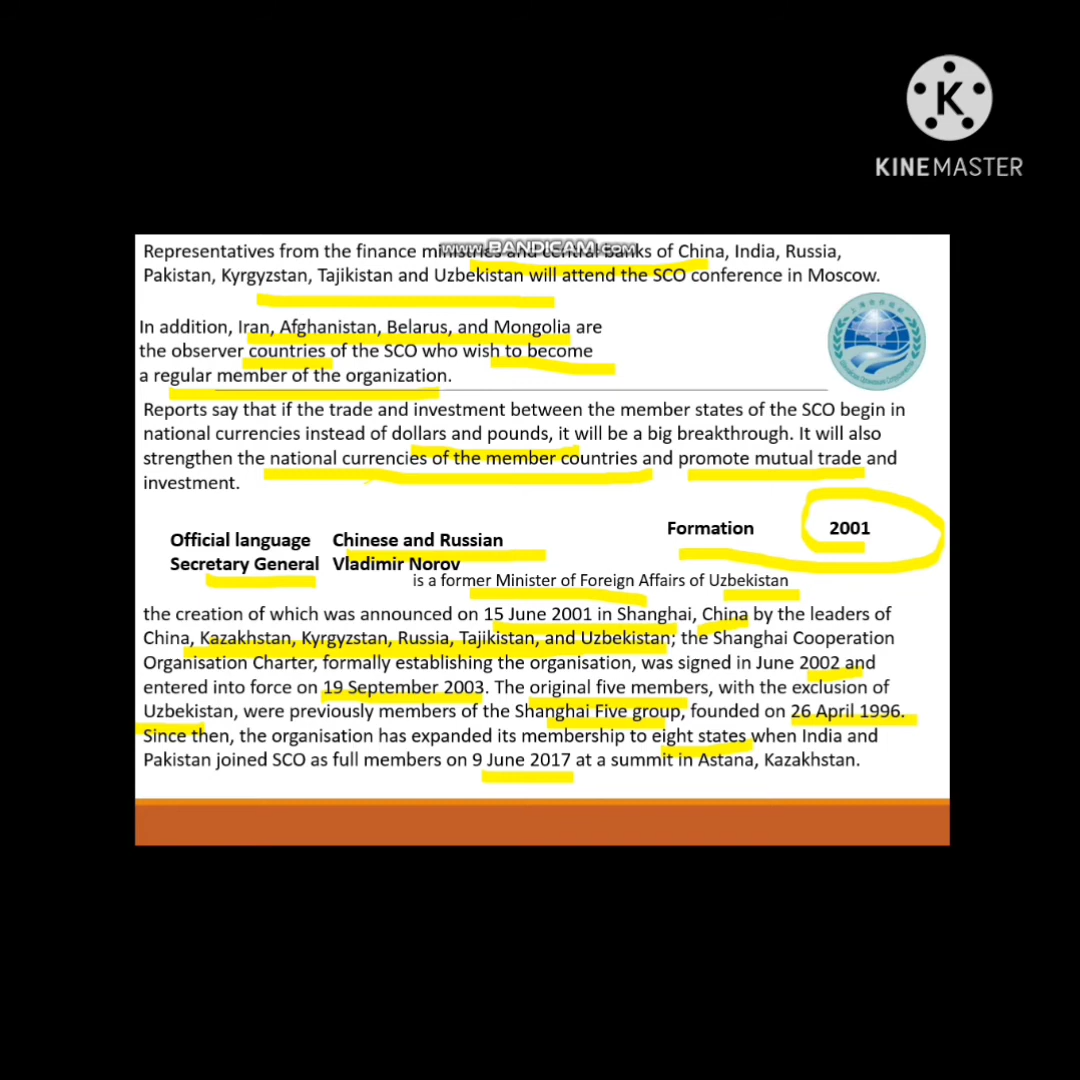 K
KINEMASTER
www.BANDICAM.com
Representatives from the finance ministries and central banks of China, India, Russia,
Pakistan, Kyrgyzstan, Tajikistan and Uzbekistan will attend the SCO conference in Moscow.
In addition, Iran, Afghanistan, Belarus, and Mongolia are
the observer countries of the SCO who wish to become
a regular member of the organization.
Reports say that if the trade and investment between the member states of the SCO begin in
national currencies instead of dollars and pounds, it will be a big breakthrough. It will also
strengthen the national currencies of the member countries and promote mutual trade and
investment.
Formation 2001
Official language Chinese and Russian
Secretary General Vladimir Norov
is a former Minister of Foreign Affairs of Uzbekistan
the creation of which was announced on 15 June 2001 in Shanghai, China by the leaders of
China, Kazakhstan, Kyrgyzstan, Russia, Tajikistan, and Uzbekistan; the Shanghai Cooperation
Organisation Charter, formally establishing the organisation, was signed in June 2002 and
entered into force on 19 September 2003. The original five members, with the exclusion of
Uzbekistan, were previously members of the Shanghai Five group, founded on 26 April 1996.
Since then, the organisation has expanded its membership to eight states when India and
Pakistan joined SCO as full members on 9 June 2017 at a summit in Astana, Kazakhstan.